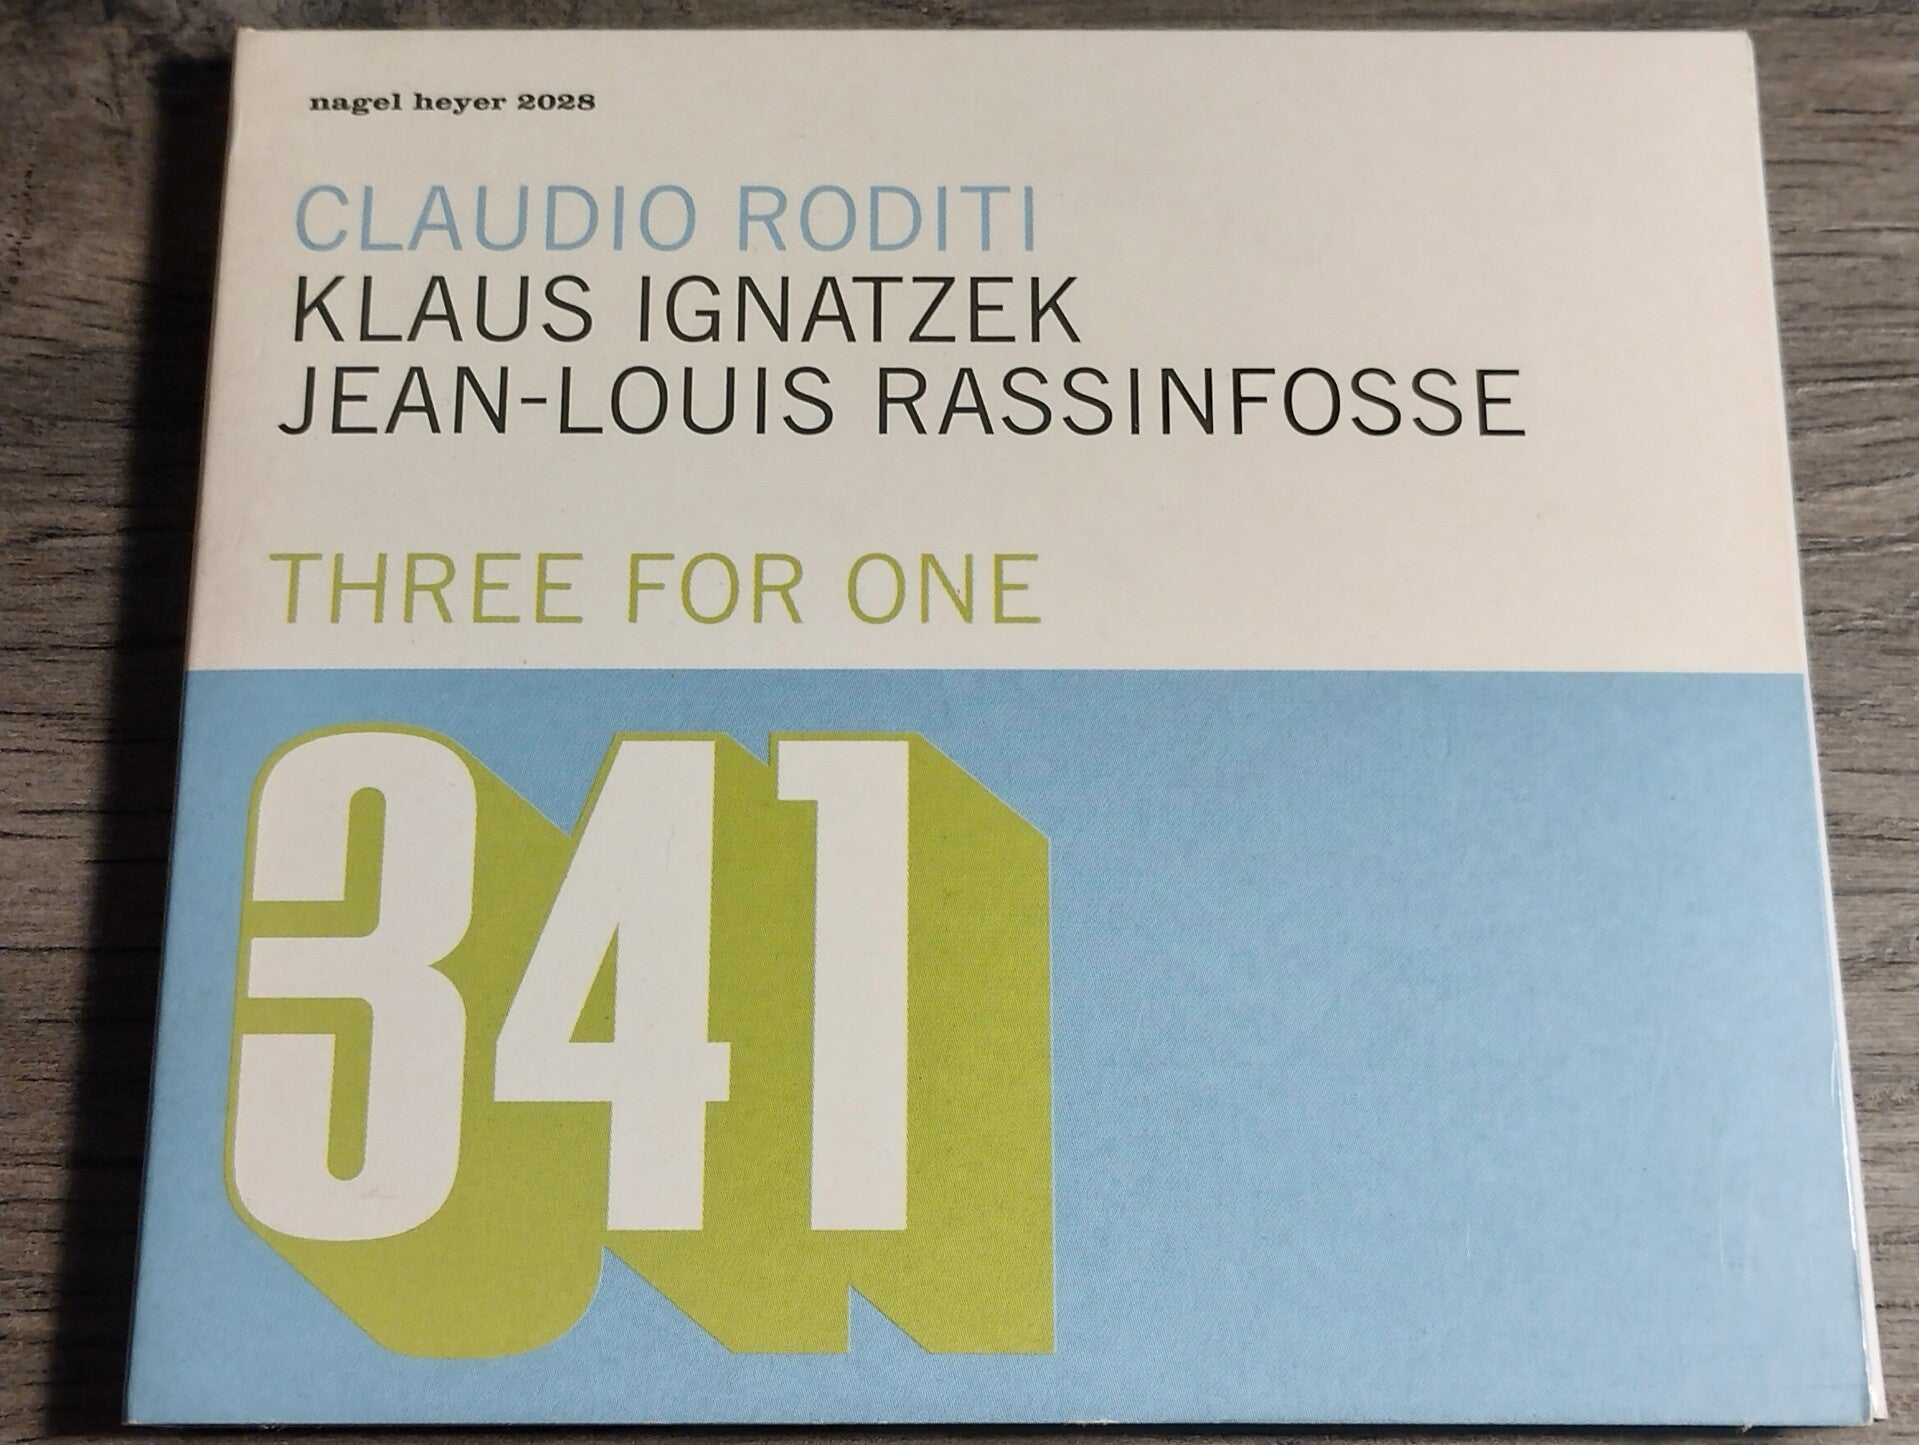 nagel heyer 2028
CLAUDIO RODITI
KLAUS IGNATZEK
JEAN-LOUIS RASSINFOSSE
THREE FOR ONE
341